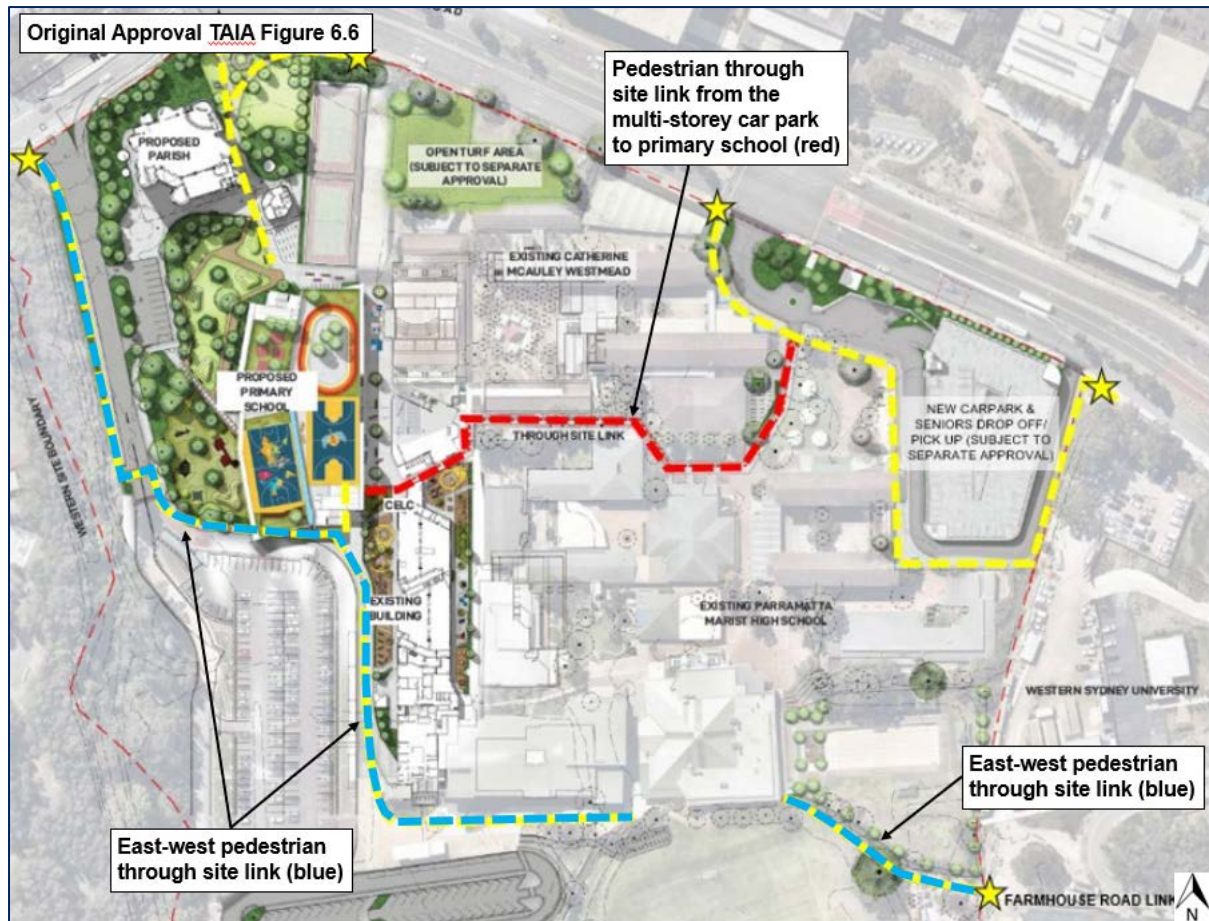 Original Approval TAIA Figure 6.6
ROAD
Pedestrian through
site link from the
multi-storey car park
to primary school (red)
PROPOSED
PARISH
OPEN TURF AREA
(SUBJECT TO SEPARATE
APPROVAL)
EXISTING CATHERINE
MCAULEY WESTMEAD
PROPOSED
PRIMARY
SCHOOL
THROUGH SITE LINK
NEW CARPARK &
SENIORS DROP OFF/
PICK UP (SUBJECT TO
SEPARATE APPROVAL)
WESTERN SITE BOUNDARY
CELC
EXISTING
BUILDING
EXISTING PARRAMATTA
MARIST HIGH SCHOOL
WESTERN SYDNEY UNIVERSITY
East-west pedestrian
through site link (blue)
East-west pedestrian
through site link (blue)
FARMHOUSE ROAD LINK
N